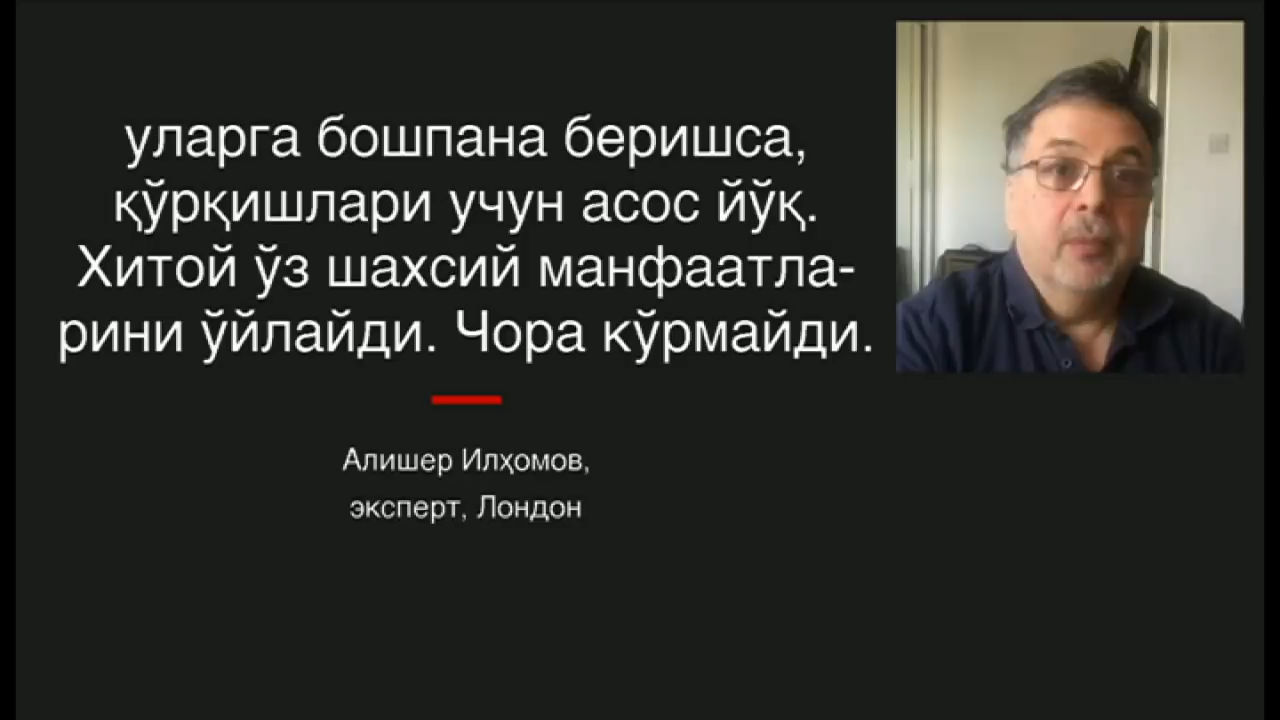 уларга бошпана беришса,
қўрқишлари учун асос йўқ.
Хитой ўз шахсий манфаатла-
рини ўйлайди. Чора кўрмайди.
Алишер Илҳомов,
эксперт, Лондон